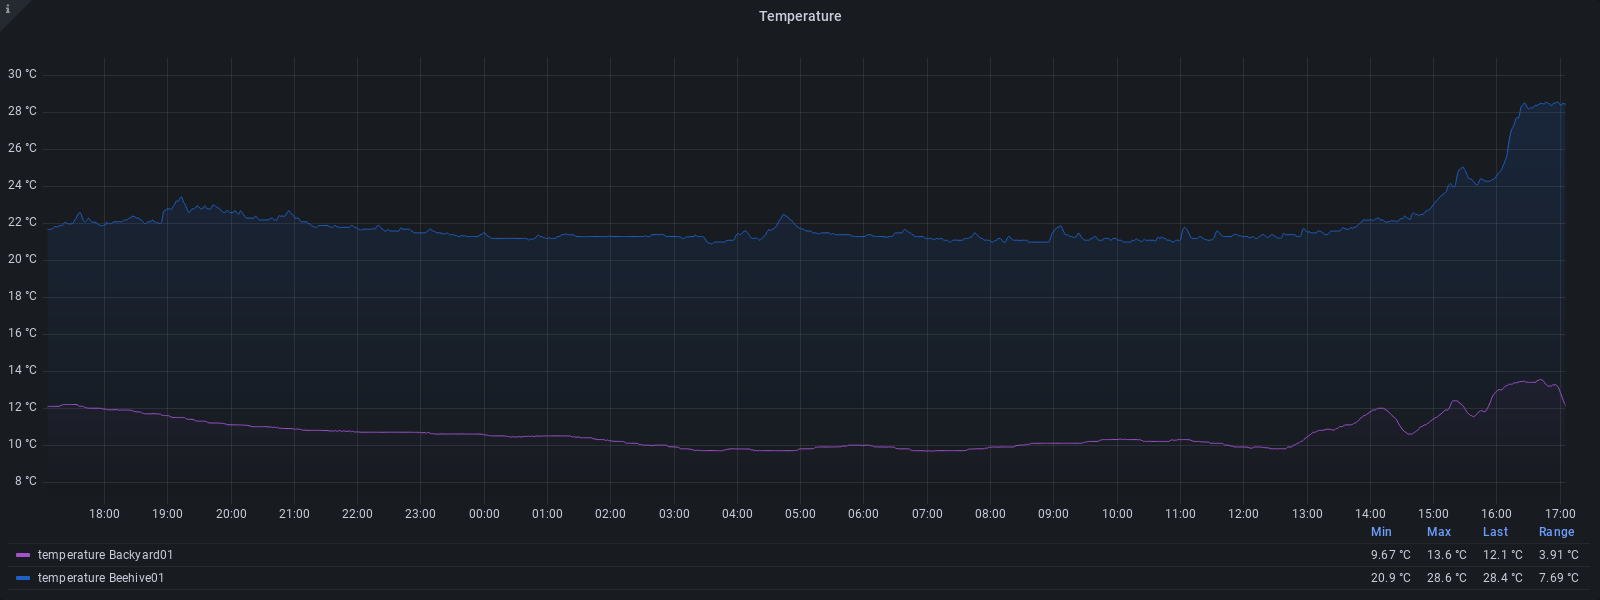 i
Temperature
30 °C
28 °C
26 °C
24 °C
22 °C
20 °C
18 °C
16 °C
14 °C
12 °C
10 °C
8 °C
18:00 19:00 20:00 21:00 22:00 23:00 00:00 01:00 02:00 03:00 04:00 05:00 06:00 07:00 08:00 09:00 10:00 11:00 12:00 13:00 14:00 15:00 16:00 17:00
Min Max Last Range
temperature Backyard01 9.67 °C 13.6 °C 12.1 °C 3.91 °C
temperature Beehive01 20.9 °C 28.6 °C 28.4 °C 7.69 °C